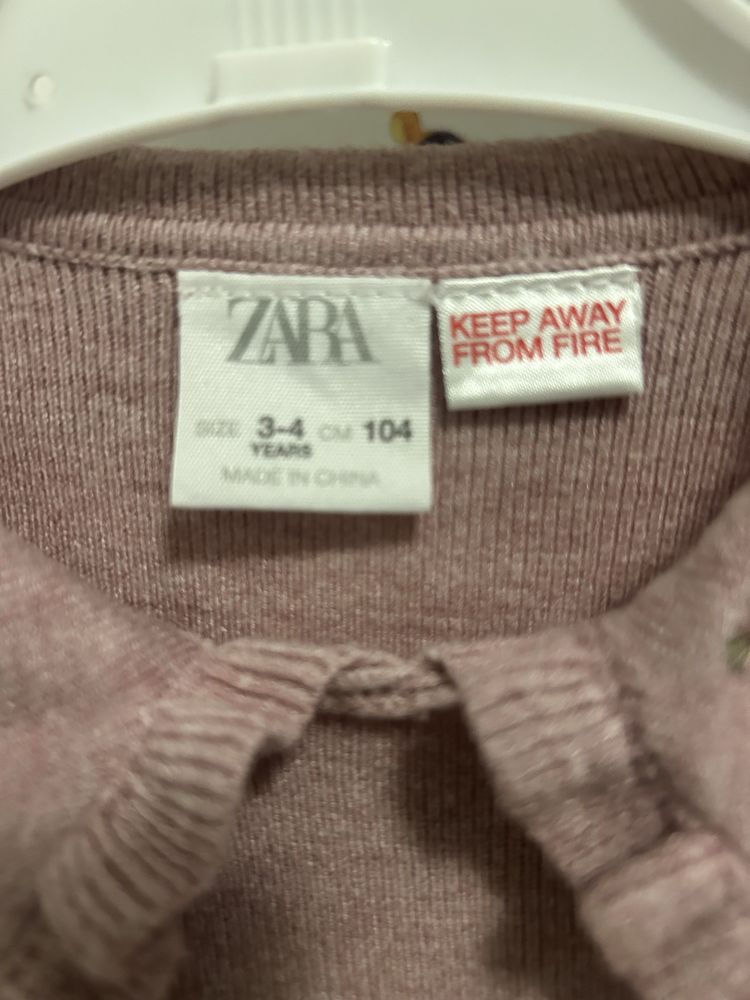 ZARA
SIZE 3-4 CM 104
YEARS
MADE IN CHINA
KEEP AWAY
FROM FIRE